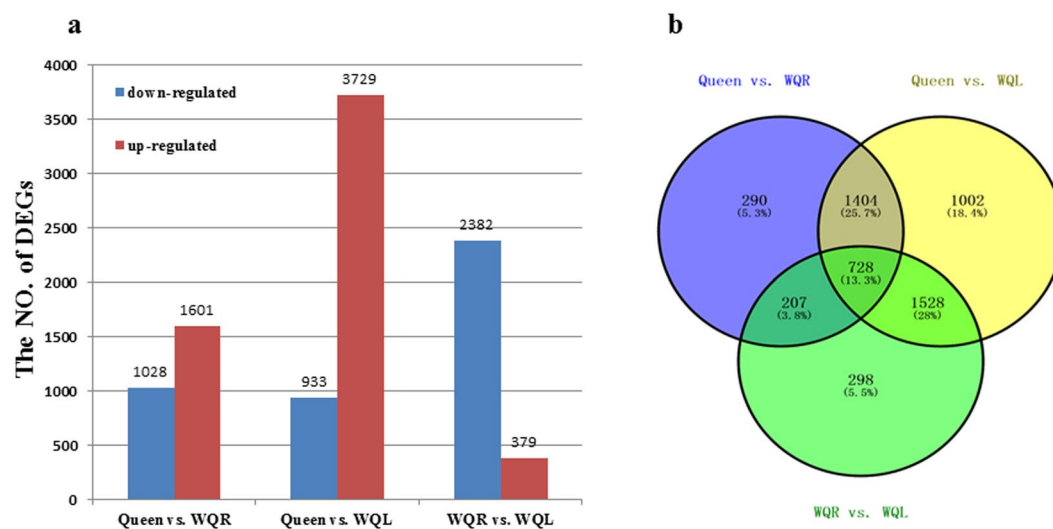 a
The NO. of DEGs
4000
3500
3000
2500
2000
1500
1000
500
0
down-regulated
up-regulated
1028
1601
933
3729
2382
379
Queen vs. WQR
Queen vs. WQL
WQR vs. WQL
b
Queen vs. WQR
Queen vs. WQL
290
(5.3%)
1404
(25.7%)
1002
(18.4%)
728
(13.3%)
207
(3.8%)
1528
(28%)
298
(5.5%)
WQR vs. WQL